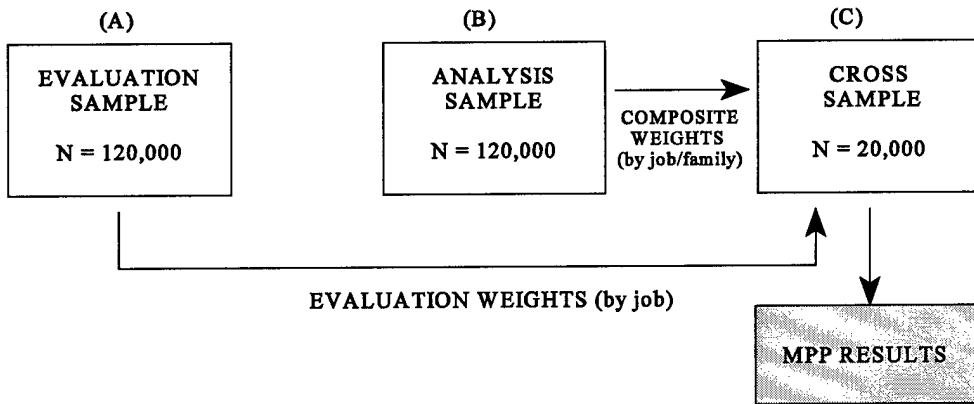 (A)
EVALUATION
SAMPLE
N = 120,000
(B)
ANALYSIS
SAMPLE
N = 120,000
COMPOSITE
WEIGHTS
(by job/family)
(C)
CROSS
SAMPLE
N = 20,000
EVALUATION WEIGHTS (by job)
MPP RESULTS